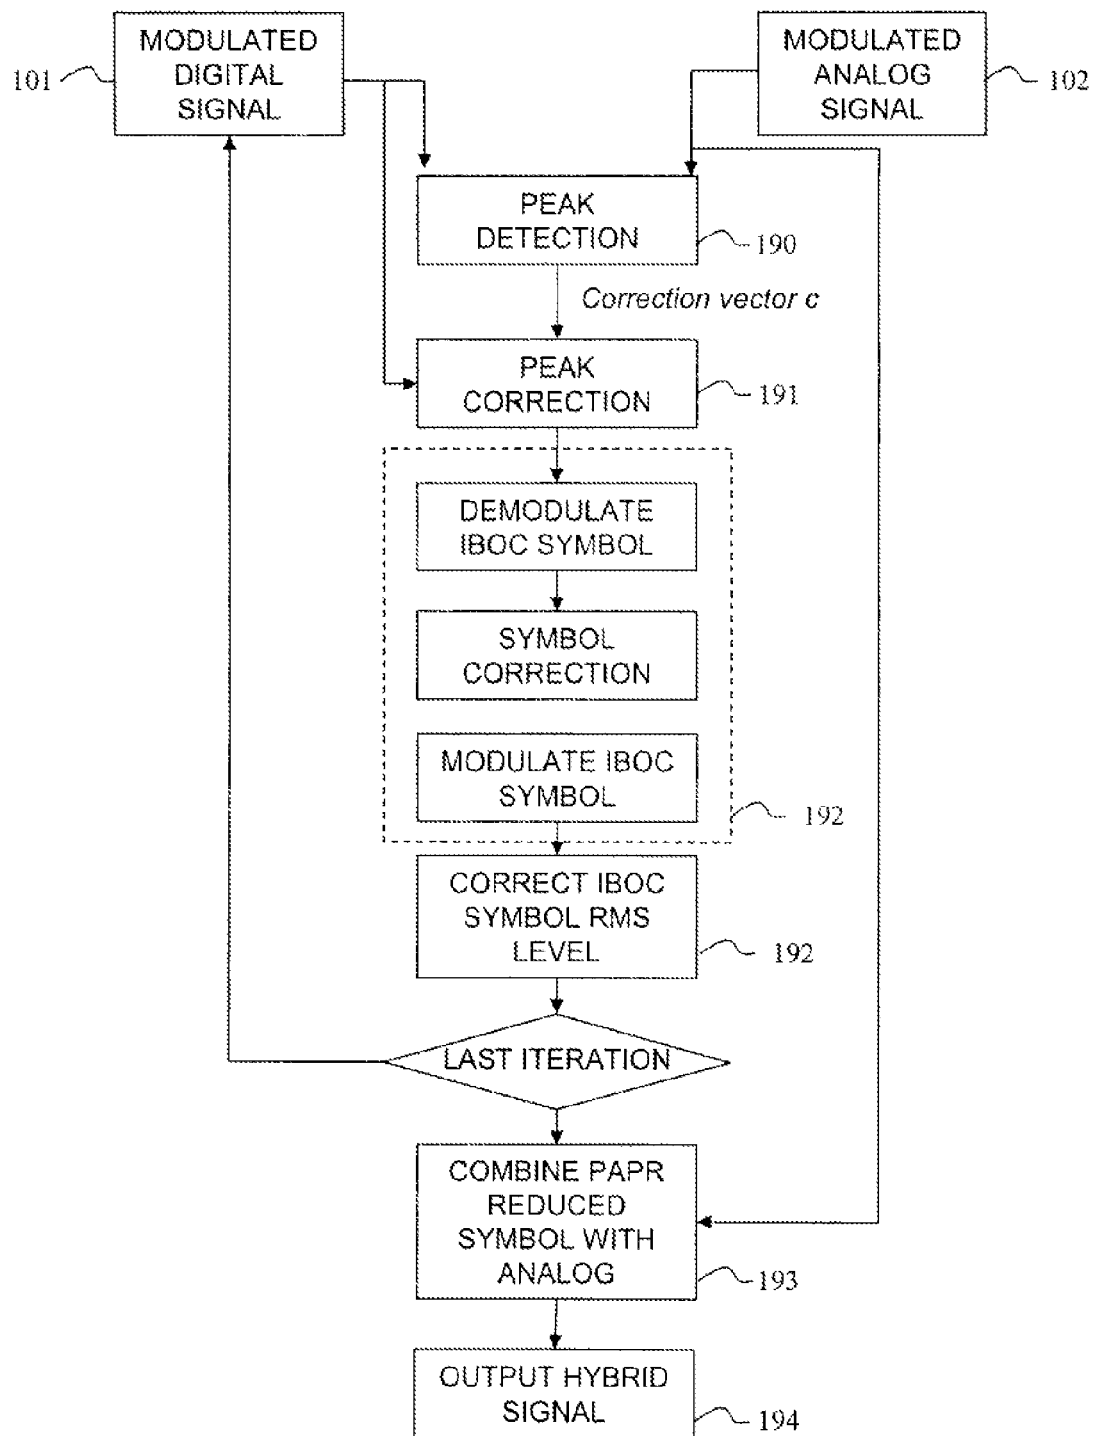 MODULATED
DIGITAL
SIGNAL
101
MODULATED
ANALOG
SIGNAL
102
PEAK
DETECTION
190
Correction vector c
PEAK
CORRECTION
191
DEMODULATE
IBOC SYMBOL
SYMBOL
CORRECTION
MODULATE IBOC
SYMBOL
192
CORRECT IBOC
SYMBOL RMS
LEVEL
192
LAST ITERATION
COMBINE PAPR
REDUCED
SYMBOL WITH
ANALOG
193
OUTPUT HYBRID
SIGNAL
194